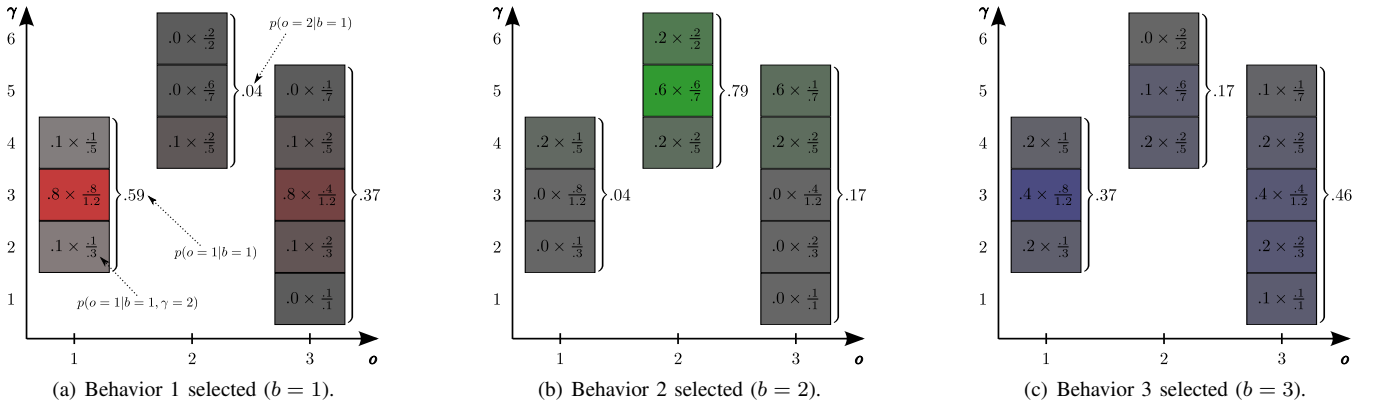 γ
6
5
4
3
2
1
.0 × .2/.2
.0 × .6/.7
.1 × .2/.5
.04
p(o = 2|b = 1)
.1 × .1/.5
.8 × .8/1.2
.1 × .1/.3
.59
p(o = 1|b = 1)
p(o = 1|b = 1, γ = 2)
.0 × .1/.7
.1 × .2/.5
.8 × .4/1.2
.1 × .2/.3
.0 × .1/.1
.37
1 2 3 o
(a) Behavior 1 selected (b = 1).
γ
6
5
4
3
2
1
.2 × .2/.2
.6 × .6/.7
.2 × .2/.5
.79
.2 × .1/.5
.0 × .8/1.2
.0 × .1/.3
.04
.6 × .1/.7
.2 × .2/.5
.0 × .4/1.2
.0 × .2/.3
.0 × .1/.1
.17
1 2 3 o
(b) Behavior 2 selected (b = 2).
γ
6
5
4
3
2
1
.0 × .2/.2
.1 × .6/.7
.2 × .2/.5
.17
.2 × .1/.5
.4 × .8/1.2
.2 × .1/.3
.37
.1 × .1/.7
.2 × .2/.5
.4 × .4/1.2
.2 × .2/.3
.1 × .1/.1
.46
1 2 3 o
(c) Behavior 3 selected (b = 3).